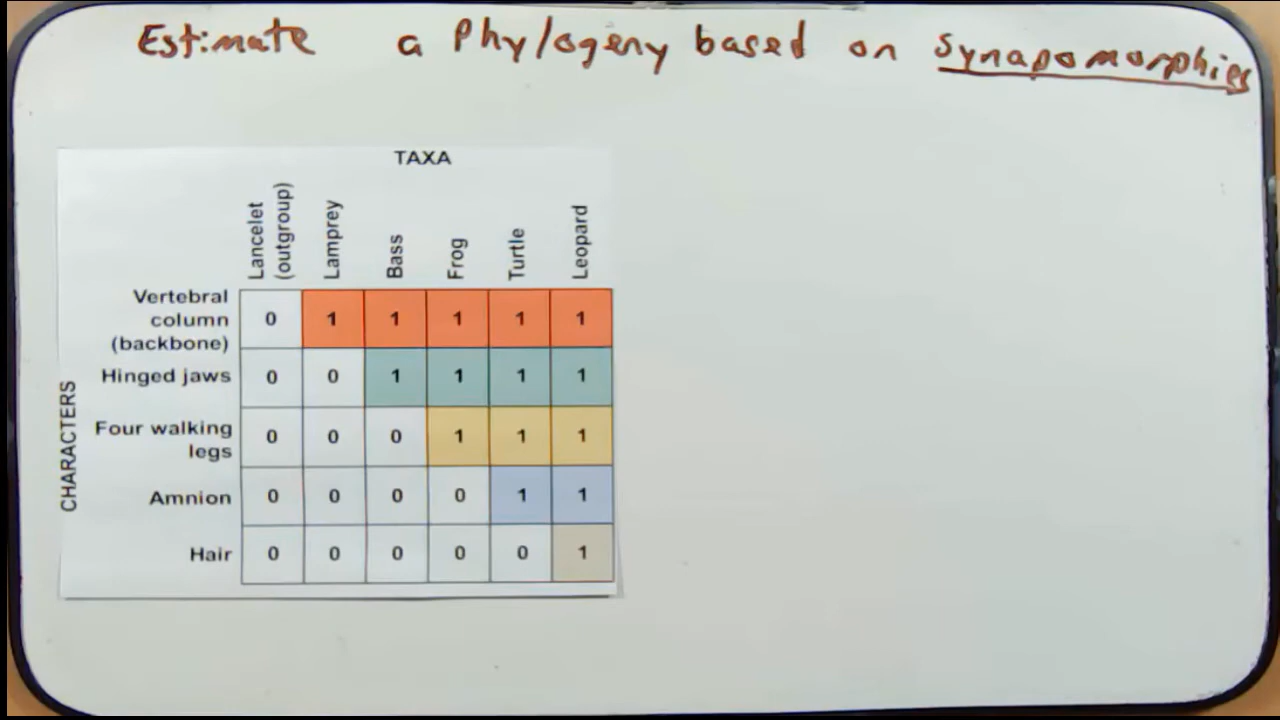 Estimate a Phylogeny based on synapomorphies
TAXA
Lancelet (outgroup)
Lamprey
Bass
Frog
Turtle
Leopard
CHARACTERS
Vertebral column (backbone) 0 1 1 1 1 1
Hinged jaws 0 0 1 1 1 1
Four walking legs 0 0 0 1 1 1
Amnion 0 0 0 0 1 1
Hair 0 0 0 0 0 1